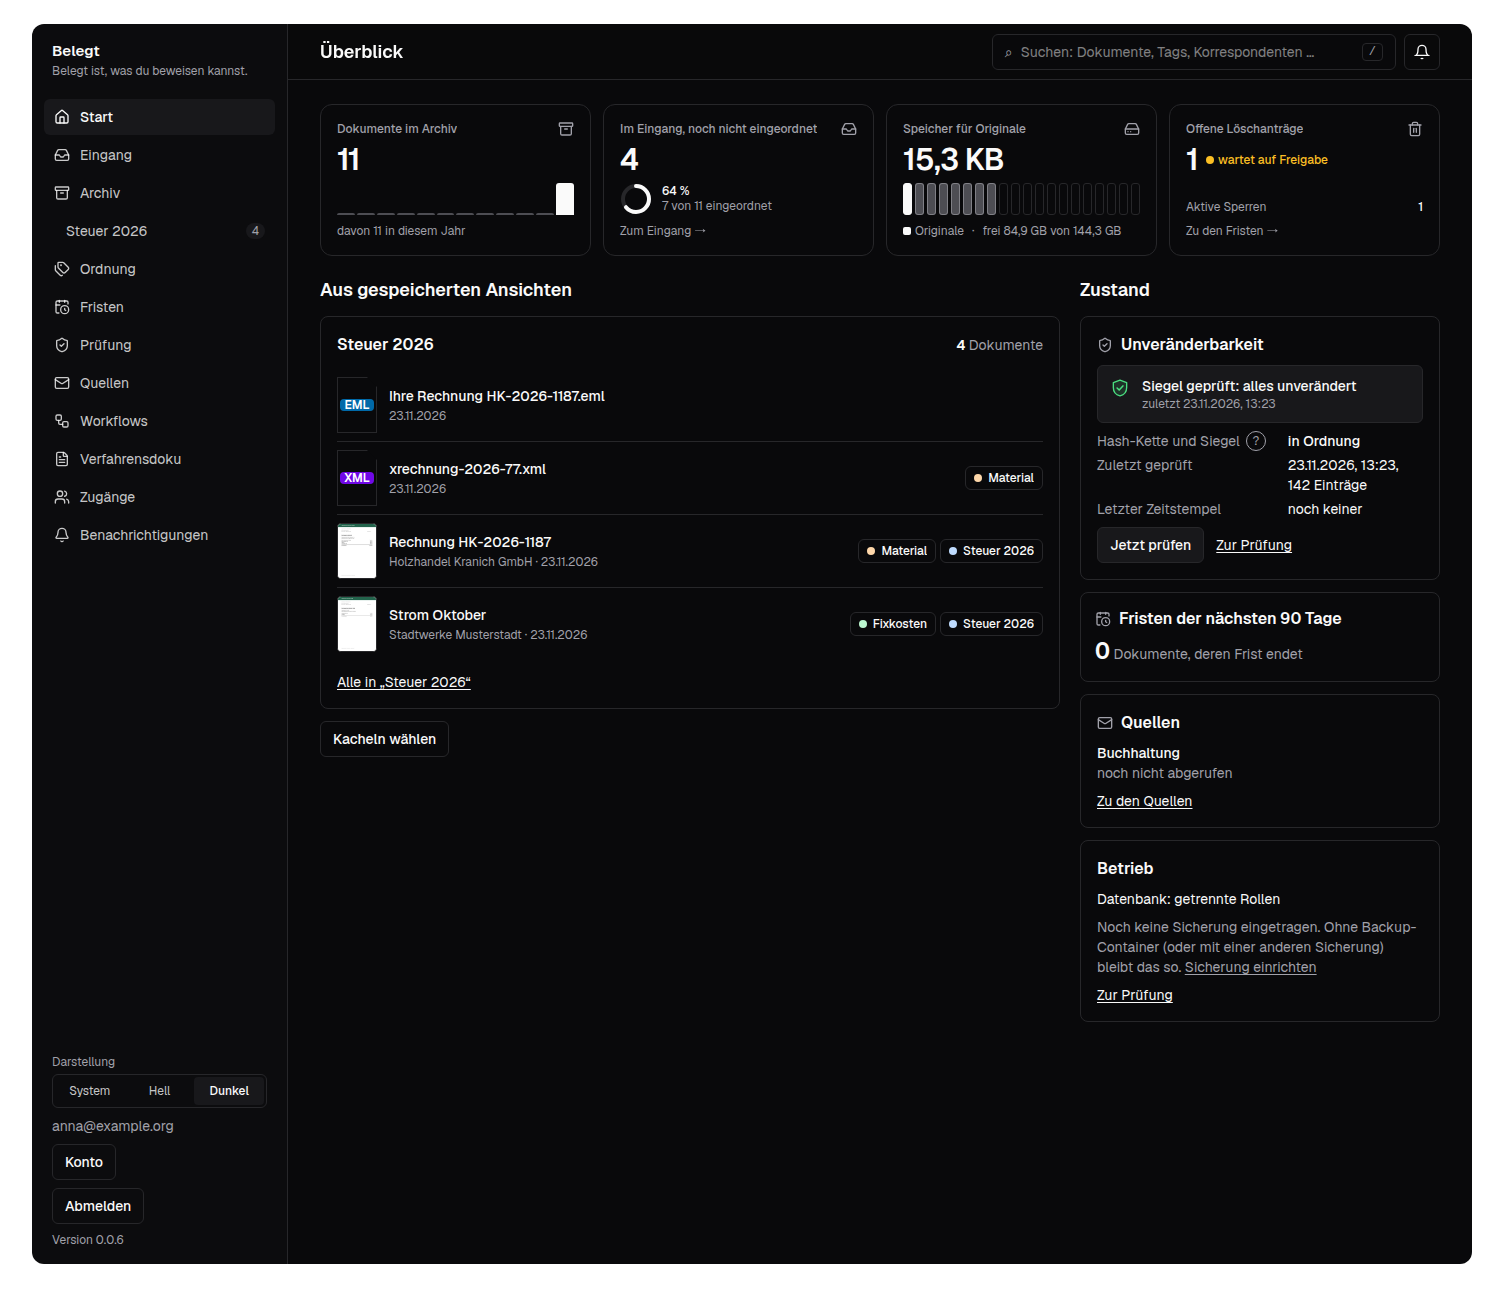 Belegt
Belegt ist, was du beweisen kannst.
Start
Eingang
Archiv
Steuer 2026
4
Ordnung
Fristen
Prüfung
Quellen
Workflows
Verfahrensdoku
Zugänge
Benachrichtigungen
Darstellung
System
Hell
Dunkel
anna@example.org
Konto
Abmelden
Version 0.0.6
Überblick
Suchen: Dokumente, Tags, Korrespondenten …
/
Dokumente im Archiv
11
davon 11 in diesem Jahr
Im Eingang, noch nicht eingeordnet
4
64 %
7 von 11 eingeordnet
Zum Eingang →
Speicher für Originale
15,3 KB
Originale · frei 84,9 GB von 144,3 GB
Offene Löschanträge
1 wartet auf Freigabe
Aktive Sperren 1
Zu den Fristen →
Aus gespeicherten Ansichten
Steuer 2026
4 Dokumente
EML
Ihre Rechnung HK-2026-1187.eml
23.11.2026
XML
xrechnung-2026-77.xml
23.11.2026
Material
Rechnung HK-2026-1187
Holzhandel Kranich GmbH · 23.11.2026
Material
Steuer 2026
Strom Oktober
Stadtwerke Musterstadt · 23.11.2026
Fixkosten
Steuer 2026
Alle in „Steuer 2026“
Kacheln wählen
Zustand
Unveränderbarkeit
Siegel geprüft: alles unverändert
zuletzt 23.11.2026, 13:23
Hash-Kette und Siegel ? in Ordnung
Zuletzt geprüft 23.11.2026, 13:23,
142 Einträge
Letzter Zeitstempel noch keiner
Jetzt prüfen
Zur Prüfung
Fristen der nächsten 90 Tage
0 Dokumente, deren Frist endet
Quellen
Buchhaltung
noch nicht abgerufen
Zu den Quellen
Betrieb
Datenbank: getrennte Rollen
Noch keine Sicherung eingetragen. Ohne Backup-
Container (oder mit einer anderen Sicherung)
bleibt das so. Sicherung einrichten
Zur Prüfung